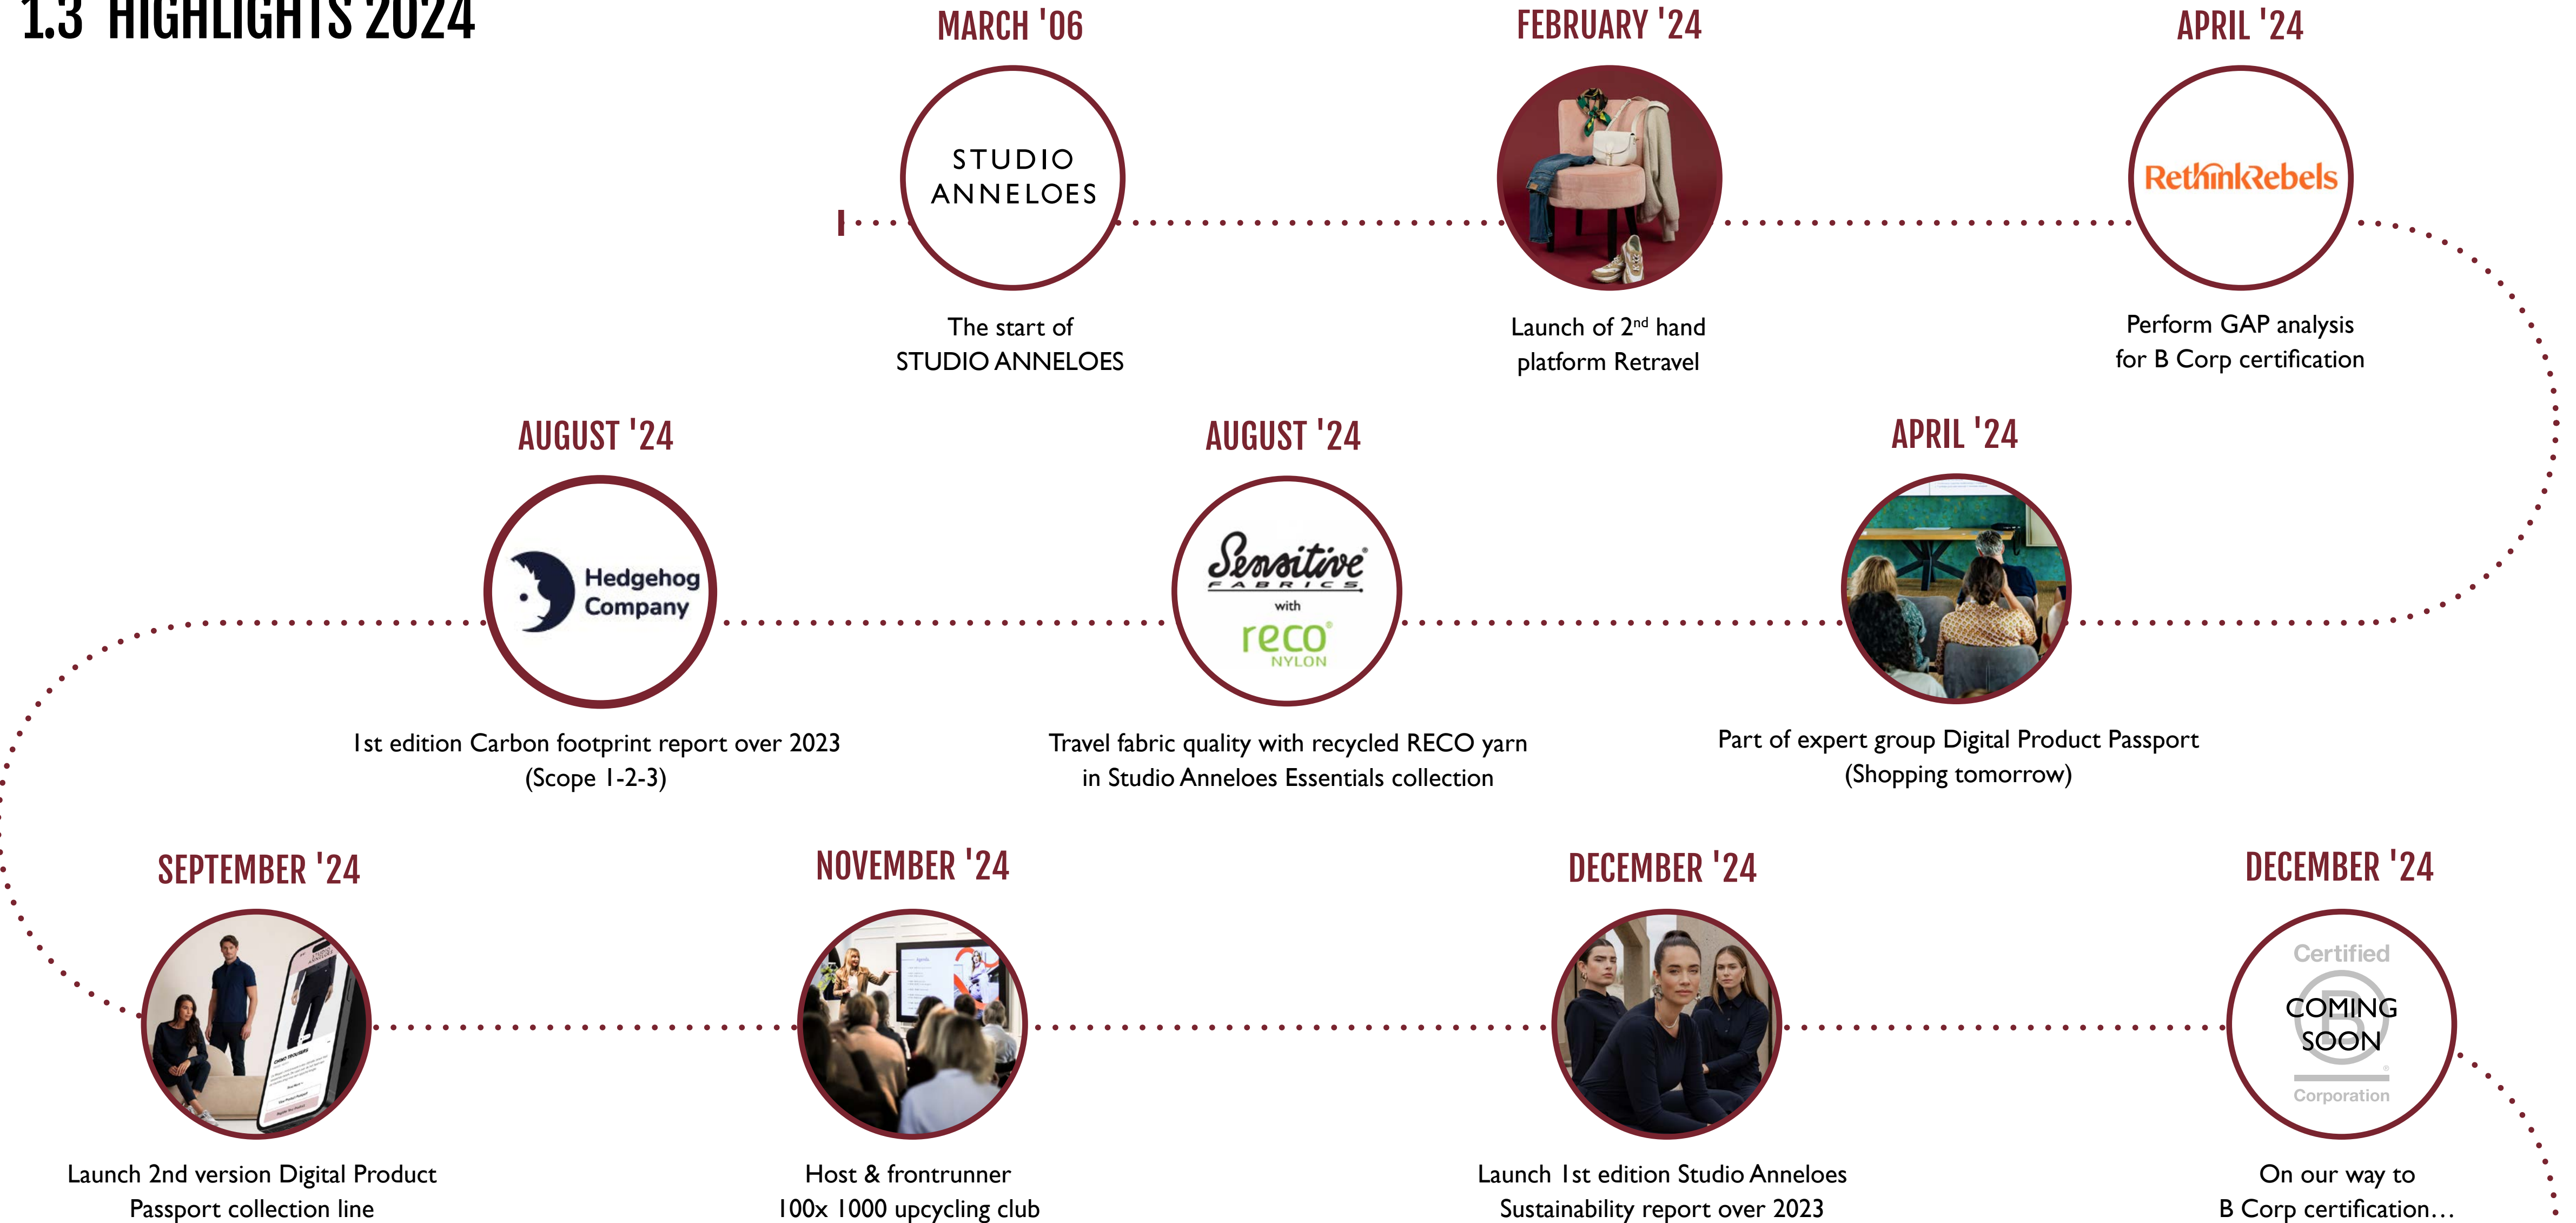 1.3 HIGHLIGHTS 2024
MARCH '06
STUDIO
ANNELOES
The start of
STUDIO ANNELOES
FEBRUARY '24
Launch of 2nd hand
platform Retravel
APRIL '24
RethinkRebels
Perform GAP analysis
for B Corp certification
APRIL '24
Part of expert group Digital Product Passport
(Shopping tomorrow)
AUGUST '24
Sensitive®
FABRICS
with
reco®
NYLON
Travel fabric quality with recycled RECO yarn
in Studio Anneloes Essentials collection
AUGUST '24
Hedgehog
Company
1st edition Carbon footprint report over 2023
(Scope 1-2-3)
SEPTEMBER '24
Launch 2nd version Digital Product
Passport collection line
NOVEMBER '24
Agenda
Host & frontrunner
100x 1000 upcycling club
DECEMBER '24
Launch 1st edition Studio Anneloes
Sustainability report over 2023
DECEMBER '24
Certified
B
COMING
SOON
®
Corporation
On our way to
B Corp certification…